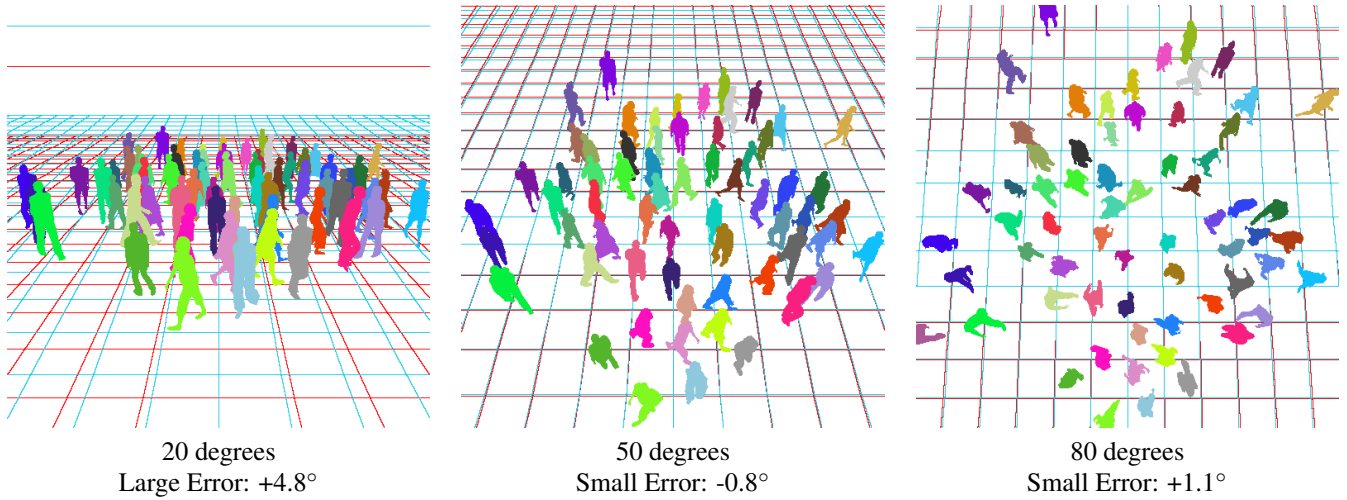 20 degrees
Large Error: +4.8°
50 degrees
Small Error: -0.8°
80 degrees
Small Error: +1.1°